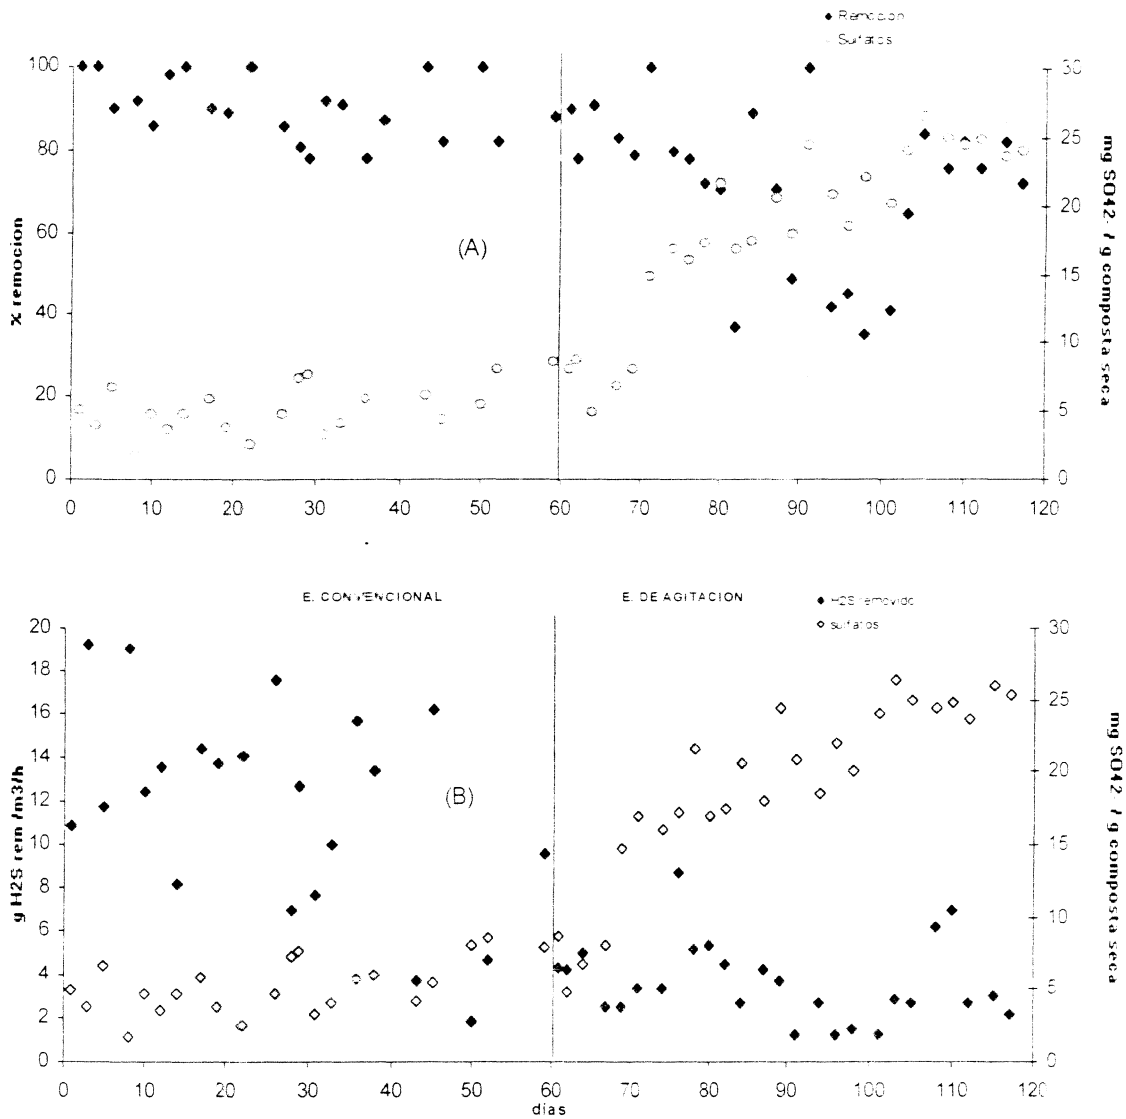 Remocion
Sulfatos
100
80
60
40
20
0
% remocion
(A)
30
25
20
15
10
5
0
mg SO42- / g composta seca
0 10 20 30 40 50 60 70 80 90 100 110 120
E. CONVENCIONAL
E. DE AGITACION
H2S removido
sulfatos
20
18
16
14
12
10
8
6
4
2
0
g H2S rem /m3/h
(B)
30
25
20
15
10
5
0
mg SO42- / g composta seca
0 10 20 30 40 50 60 70 80 90 100 110 120
días